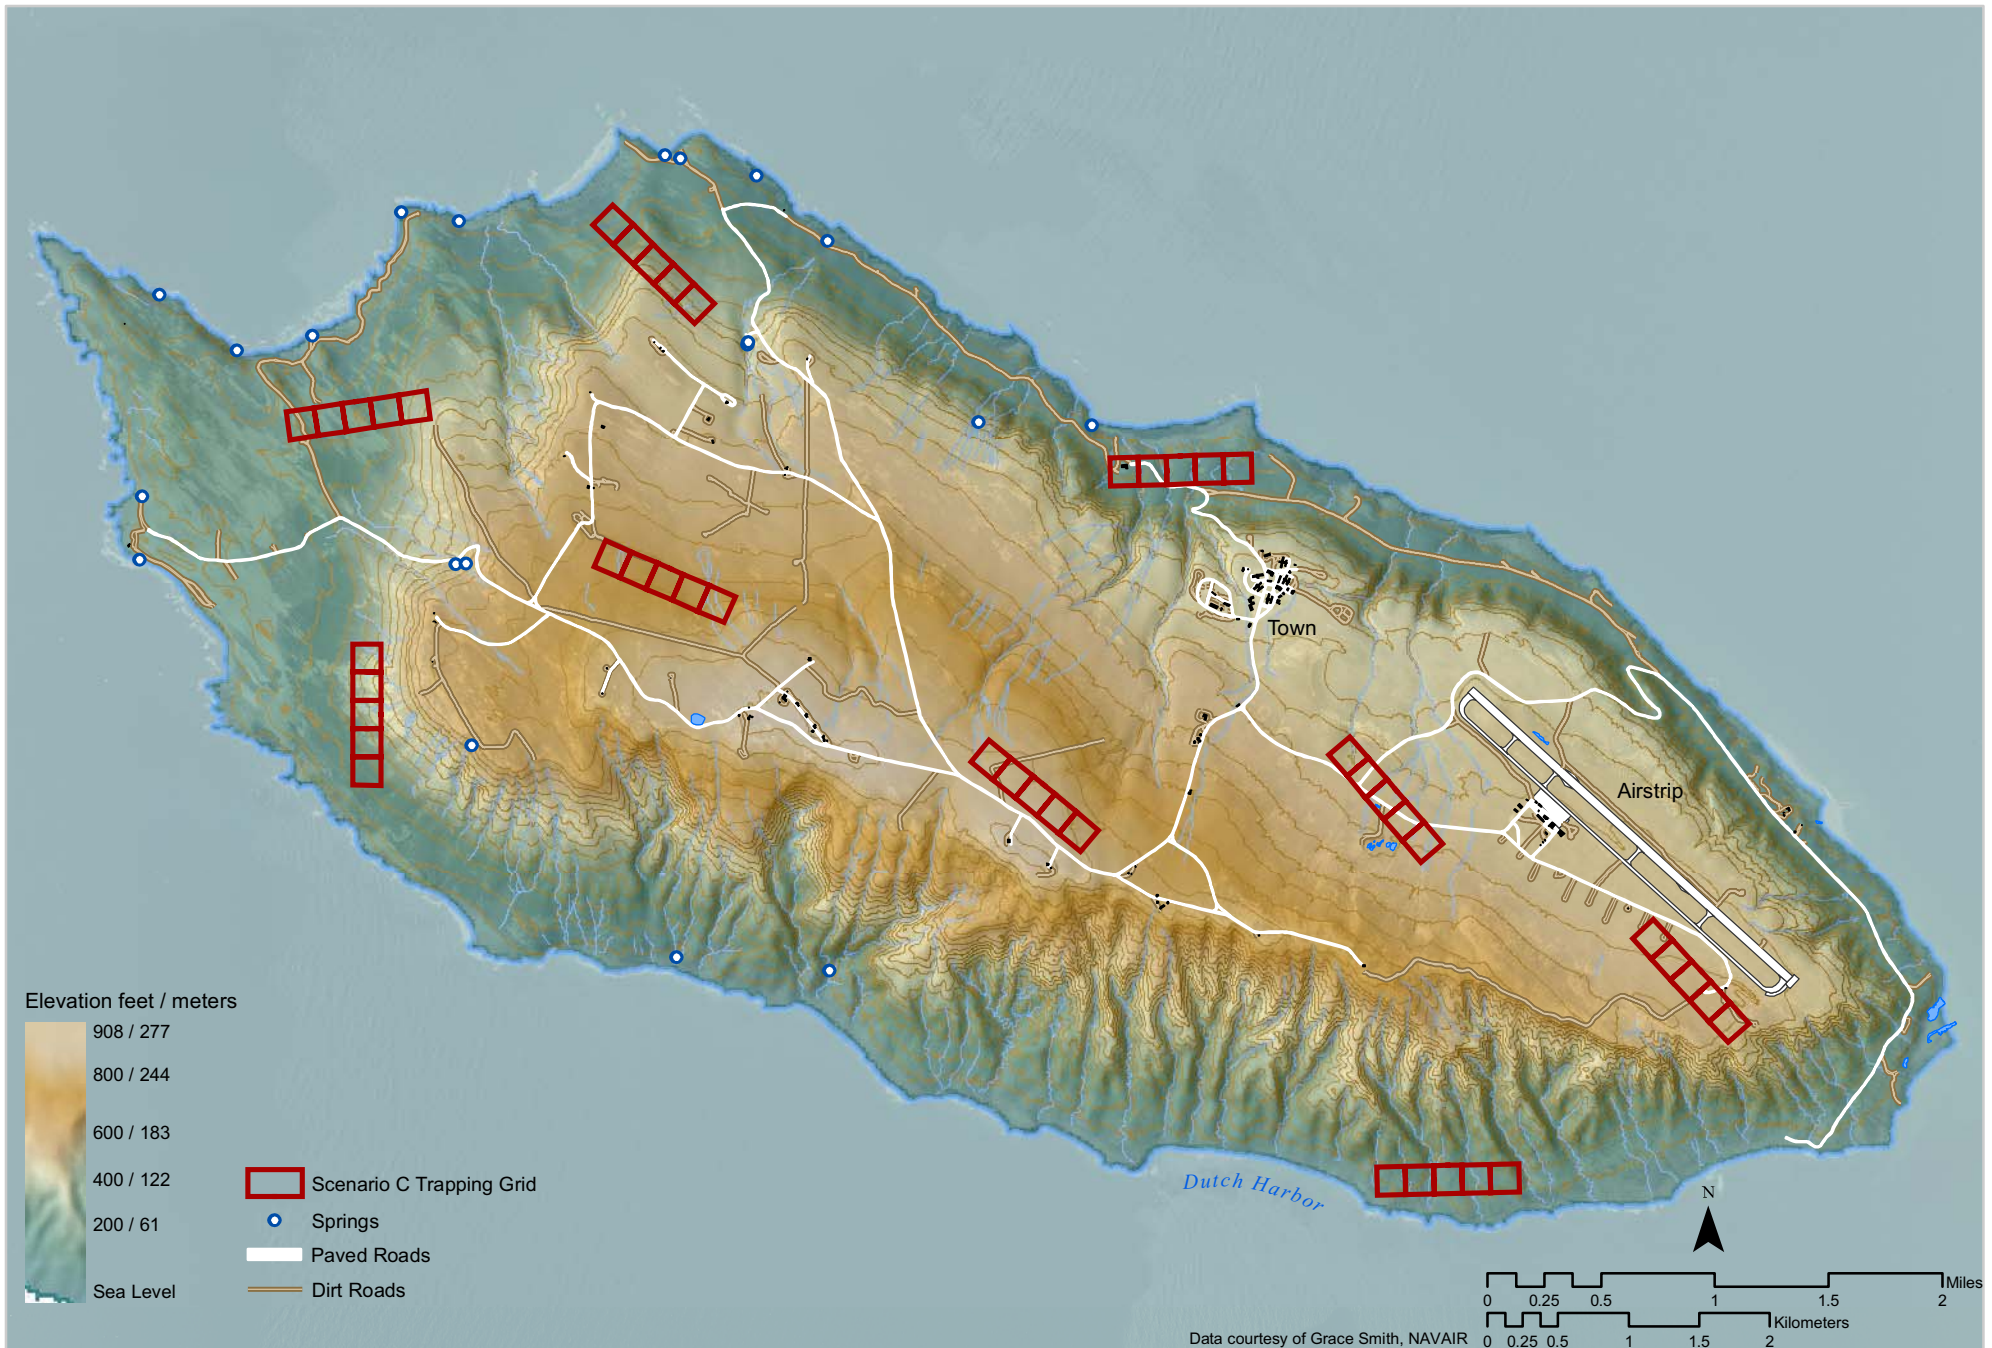 Town
Airstrip
Dutch Harbor
Elevation feet / meters
908 / 277
800 / 244
600 / 183
400 / 122
200 / 61
Sea Level
Scenario C Trapping Grid
Springs
Paved Roads
Dirt Roads
N
Miles
0 0.25 0.5 1 1.5 2
Kilometers
0 0.25 0.5 1 1.5 2
Data courtesy of Grace Smith, NAVAIR